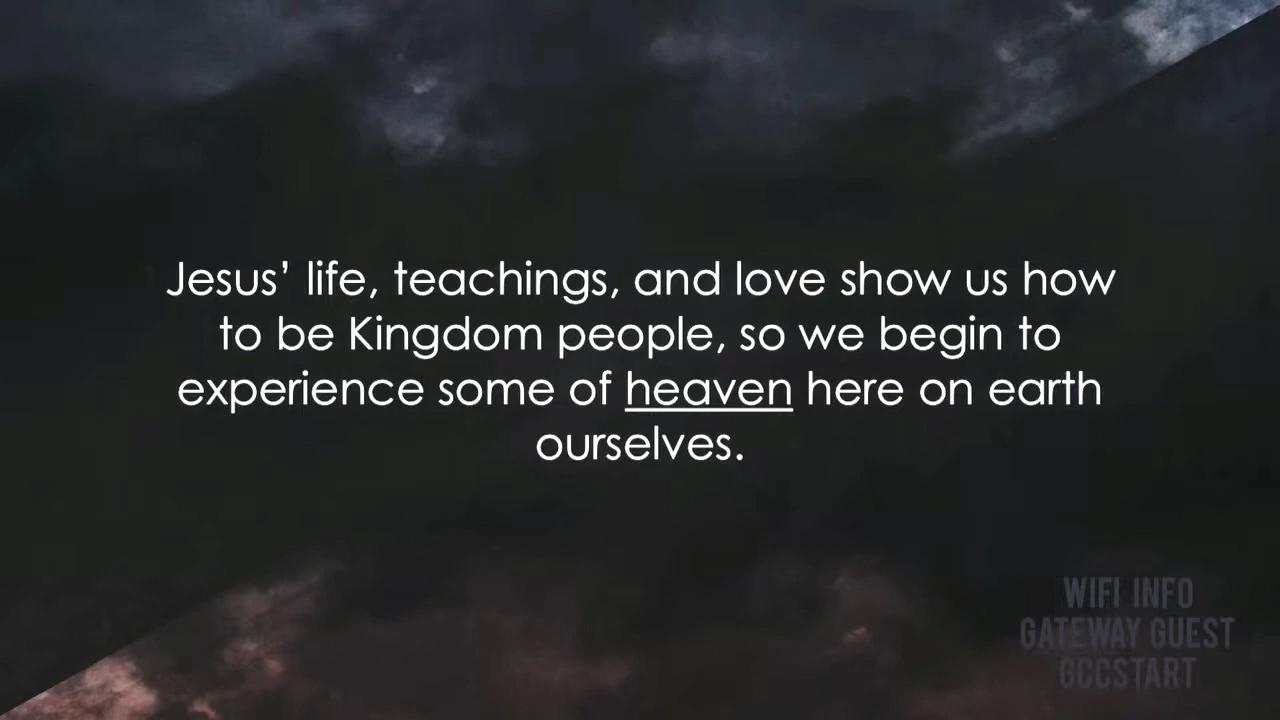 Jesus’ life, teachings, and love show us how
to be Kingdom people, so we begin to
experience some of heaven here on earth
ourselves.
WIFI INFO
GATEWAY GUEST
GCCSTART